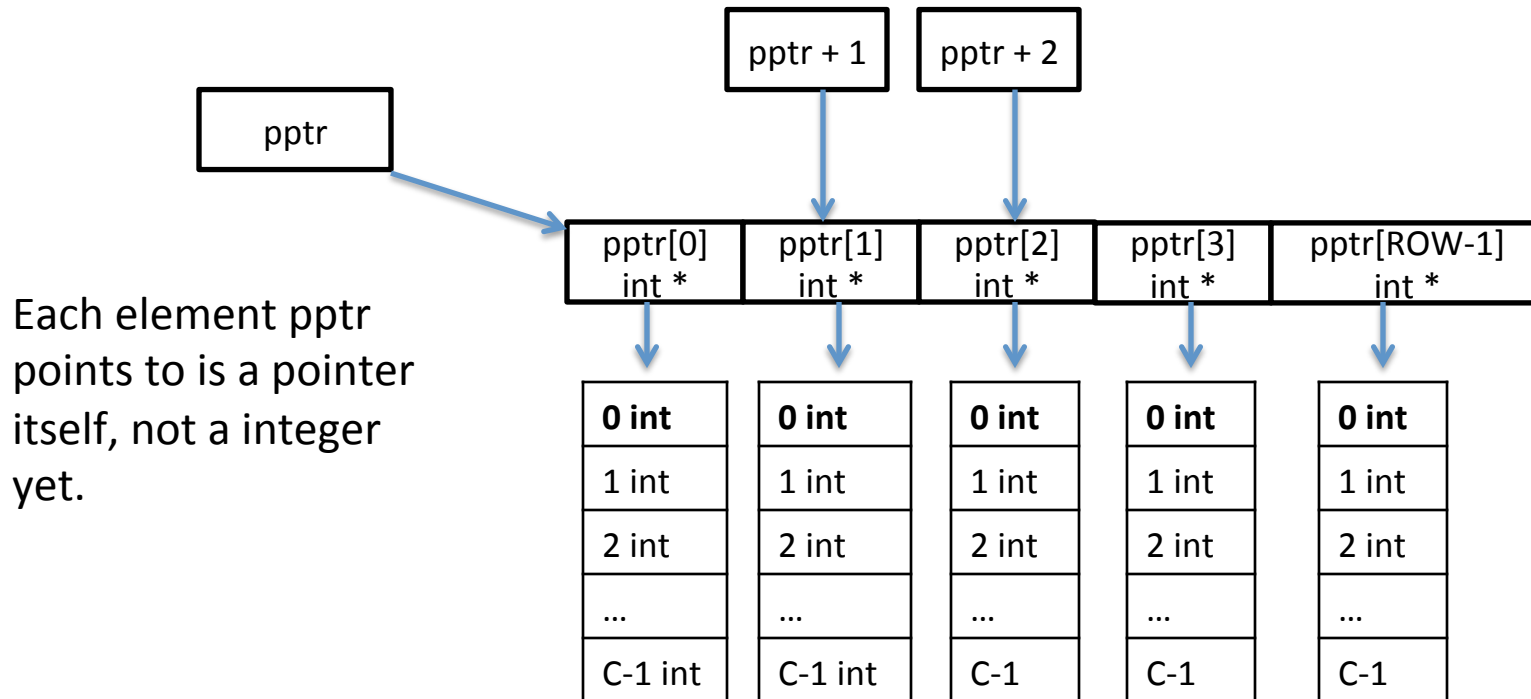 pptr + 1
pptr + 2
pptr
pptr[0]
int *
pptr[1]
int *
pptr[2]
int *
pptr[3]
int *
pptr[ROW-1]
int *
Each element pptr
points to is a pointer
itself, not a integer
yet.
0 int
1 int
2 int
...
C-1 int
0 int
1 int
2 int
...
C-1 int
0 int
1 int
2 int
...
C-1
0 int
1 int
2 int
...
C-1
0 int
1 int
2 int
...
C-1